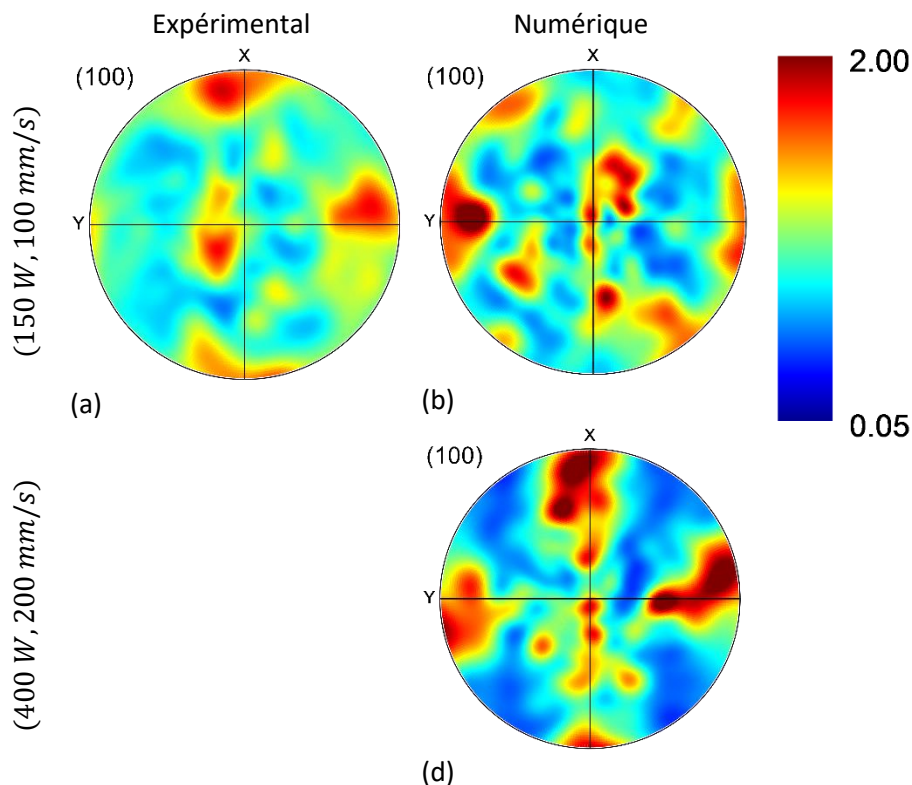 Expérimental
Numérique
(150 W, 100 mm/s)
(100)
X
Y
(a)
(100)
X
Y
(b)
2.00
0.05
(400 W, 200 mm/s)
(100)
X
Y
(d)